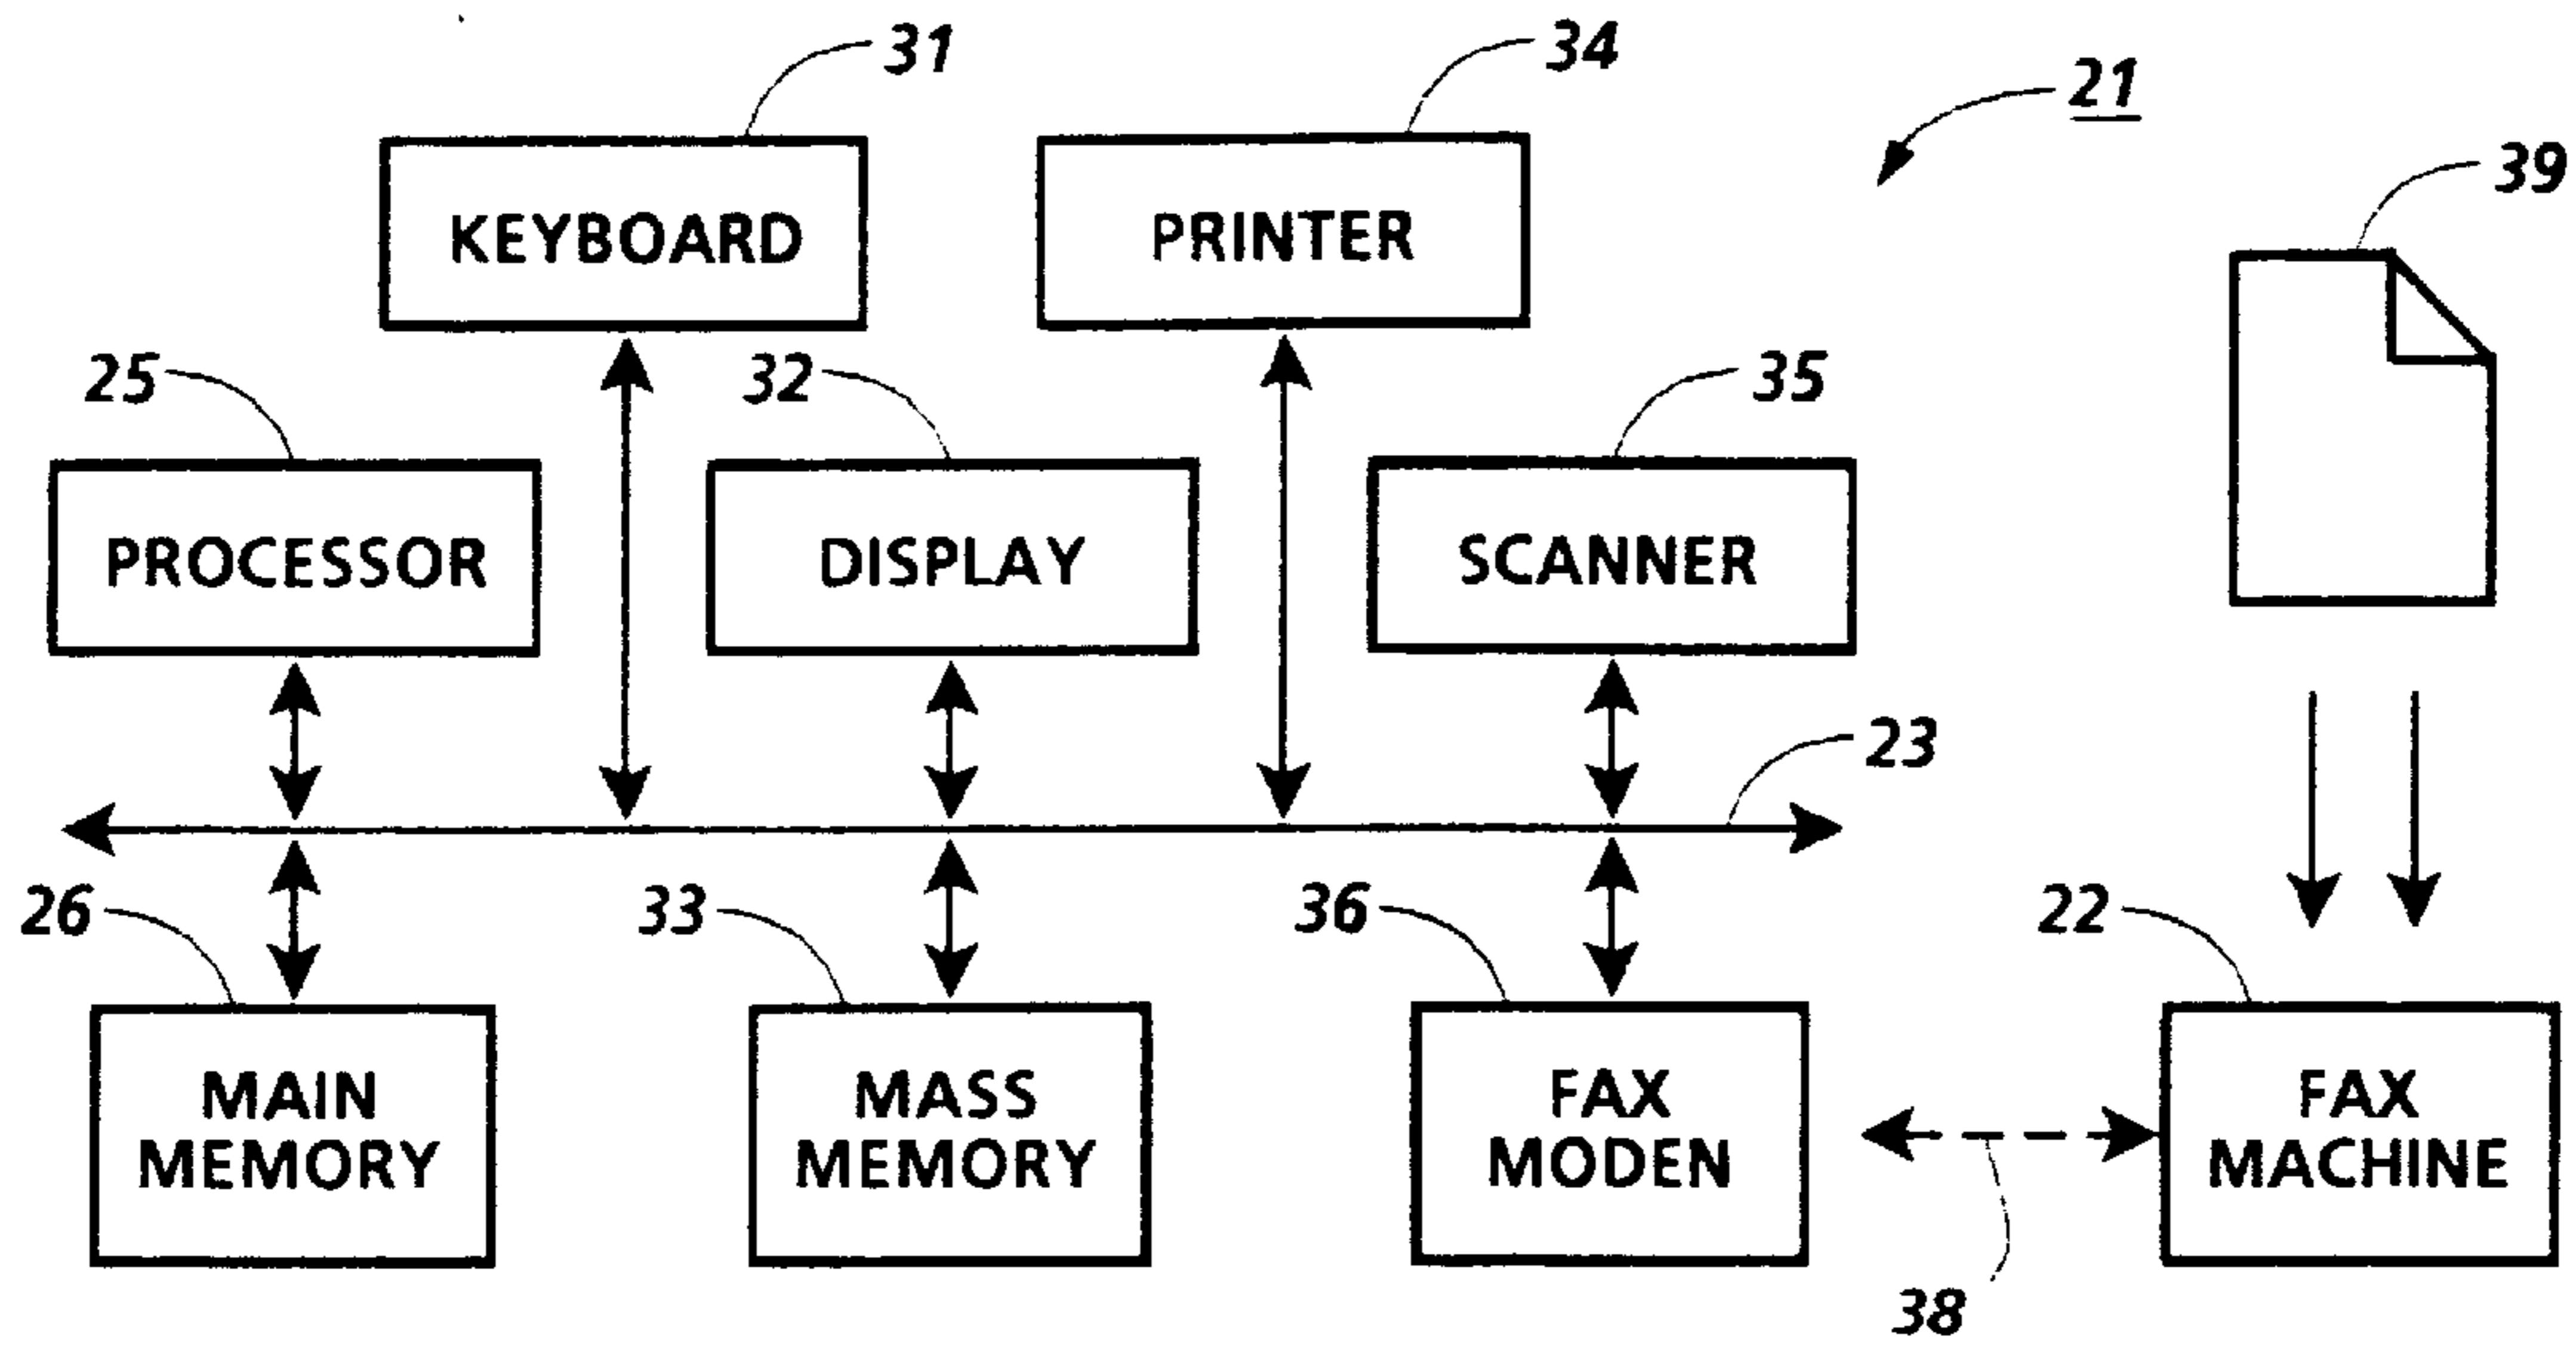 31
34
21
39
KEYBOARD
PRINTER
25
32
35
PROCESSOR
DISPLAY
SCANNER
23
26
33
36
22
MAIN
MEMORY
MASS
MEMORY
FAX
MODEN
FAX
MACHINE
38